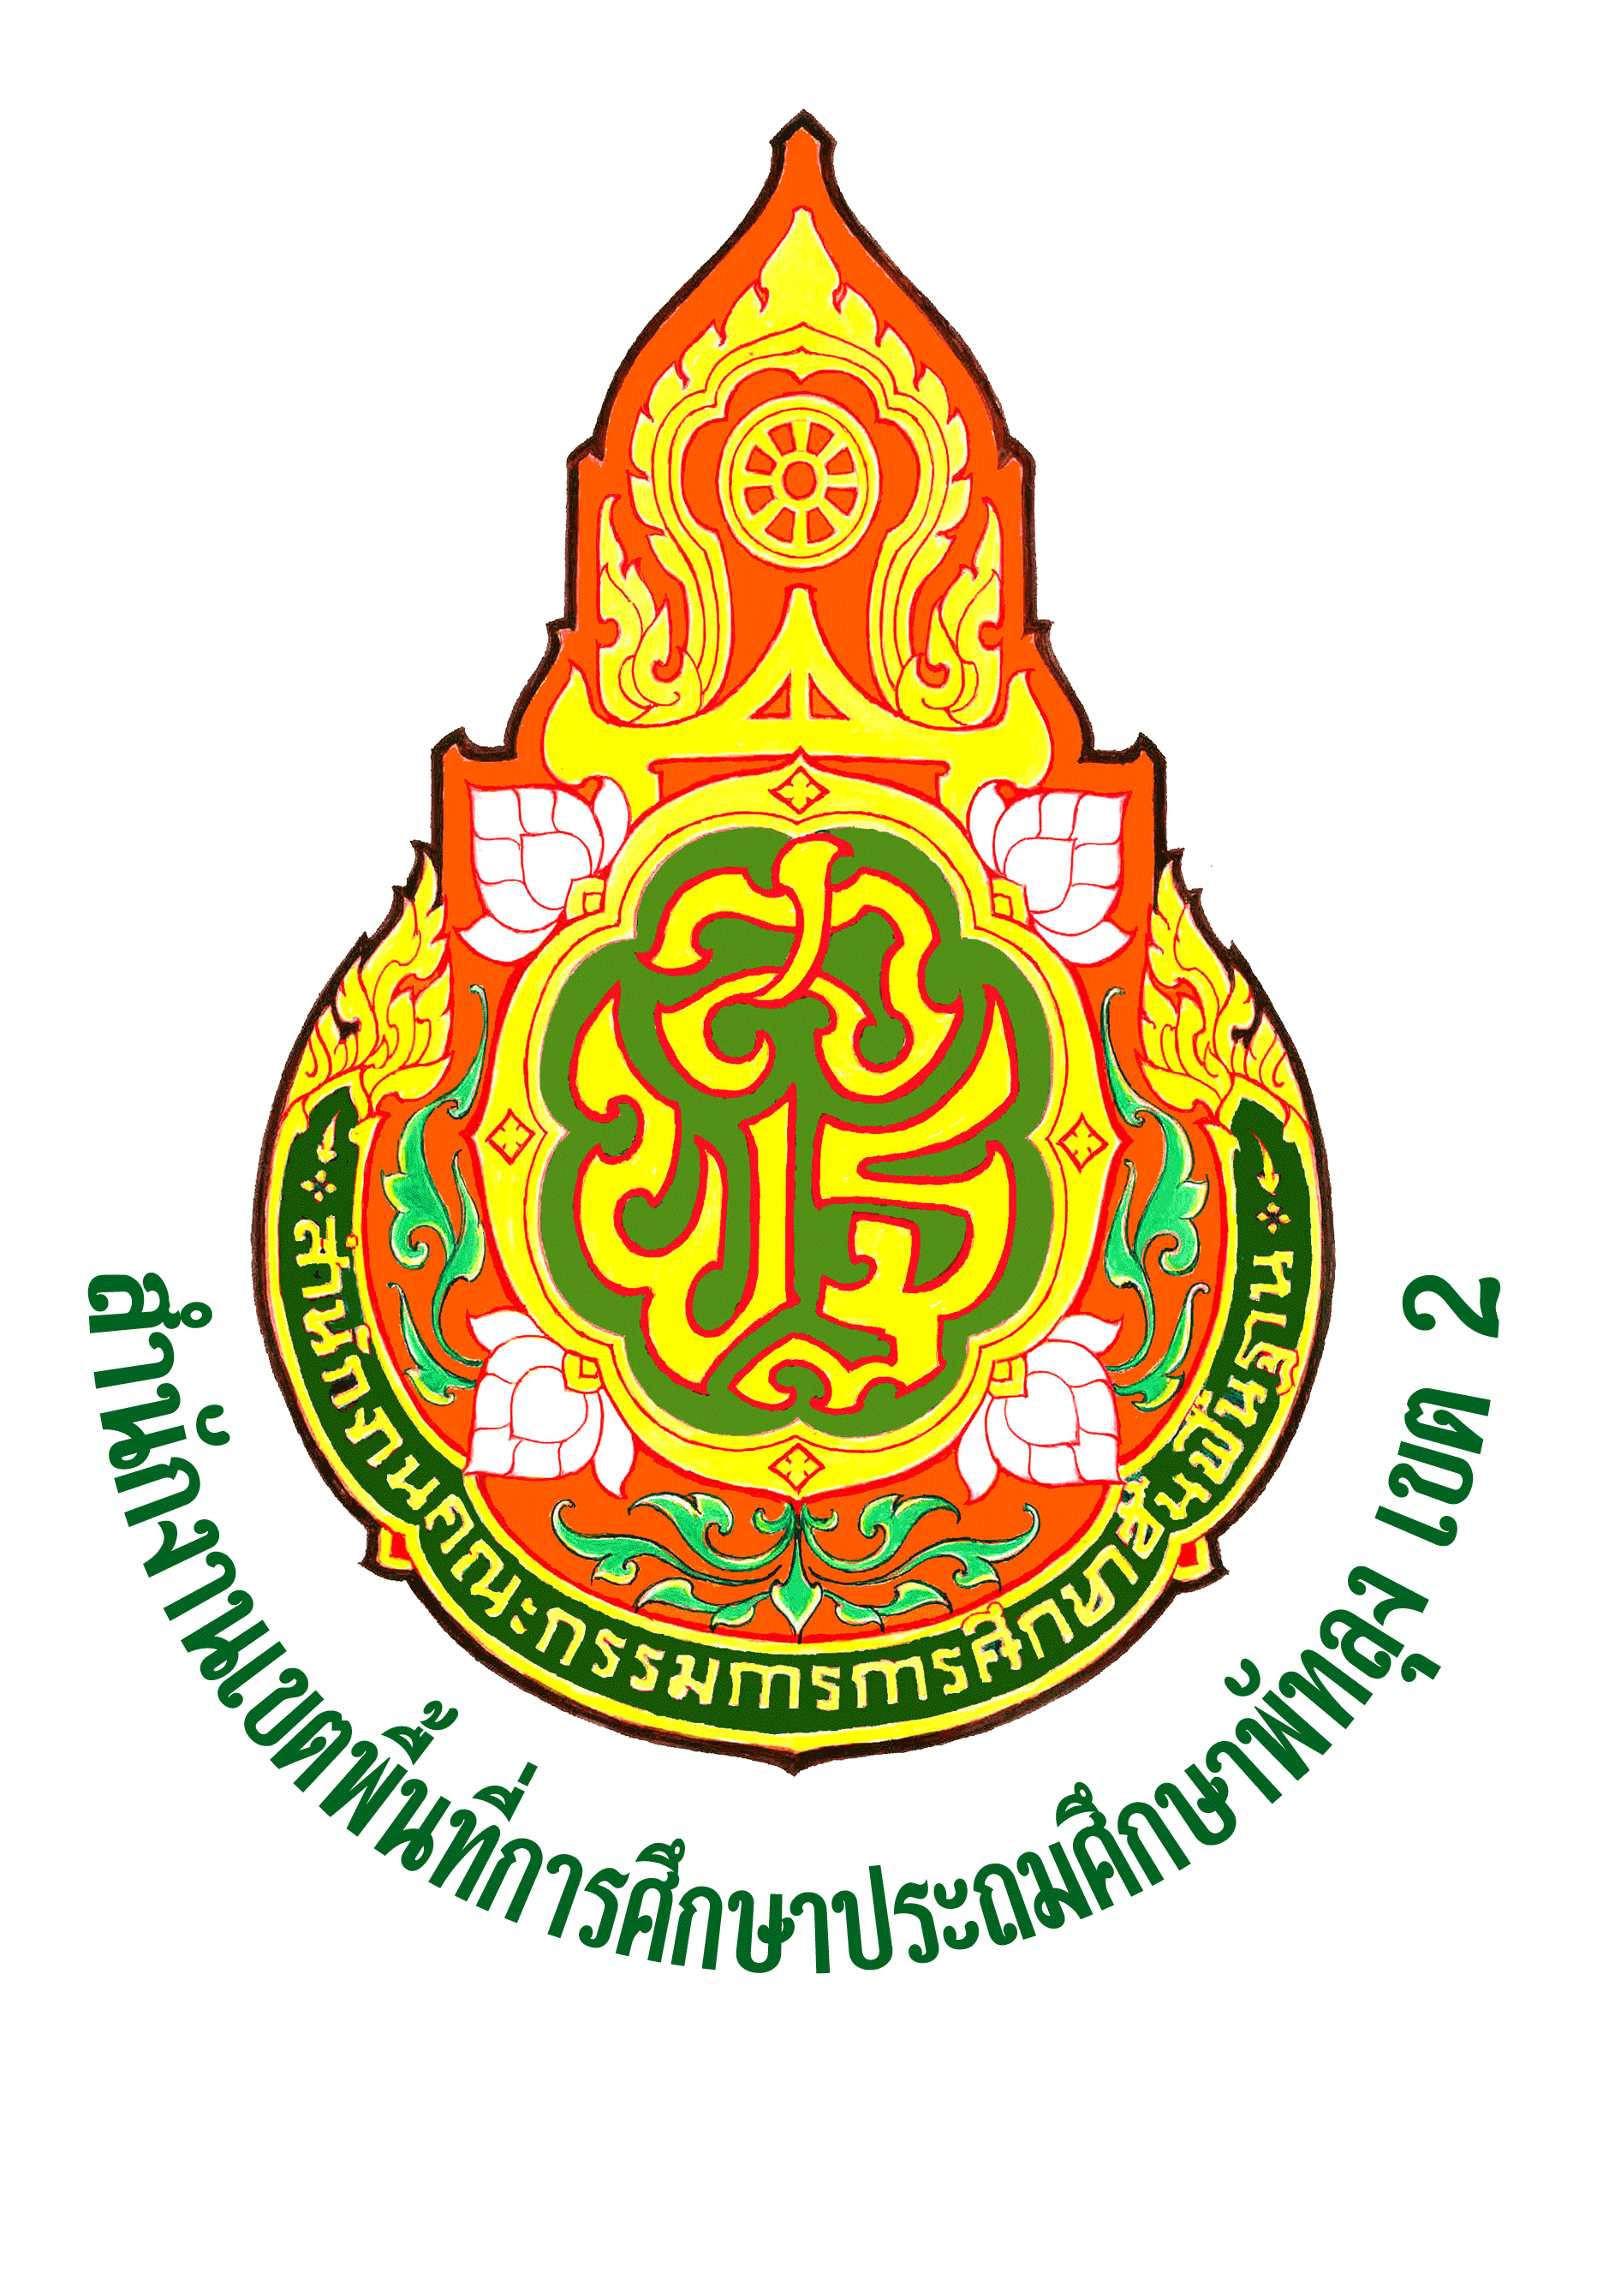 สพฐ
สำนักงานคณะกรรมการการศึกษาขั้นพื้นฐาน
สำนักงานเขตพื้นที่การศึกษาประถมศึกษาพัทลุง เขต 2